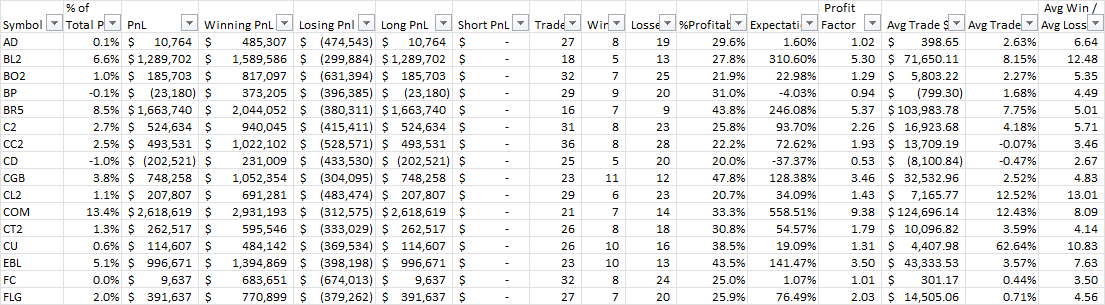 % of Profit Avg Win /
Symbol Total P PnL Winning PnL Losing Pnl Long PnL Short PnL Trade Win Losse %Profitab Expectati Factor Avg Trade $ Avg Trade Avg Loss
AD 0.1% $ 10,764 $ 485,307 $ (474,543) $ 10,764 $ - 27 8 19 29.6% 1.60% 1.02 $ 398.65 2.63% 6.64
BL2 6.6% $ 1,289,702 $ 1,589,586 $ (299,884) $ 1,289,702 $ - 18 5 13 27.8% 310.60% 5.30 $ 71,650.11 8.15% 12.48
BO2 1.0% $ 185,703 $ 817,097 $ (631,394) $ 185,703 $ - 32 7 25 21.9% 22.98% 1.29 $ 5,803.22 2.27% 5.35
BP -0.1% $ (23,180) $ 373,205 $ (396,385) $ (23,180) $ - 29 9 20 31.0% -4.03% 0.94 $ (799.30) 1.68% 4.49
BR5 8.5% $ 1,663,740 $ 2,044,052 $ (380,311) $ 1,663,740 $ - 16 7 9 43.8% 246.08% 5.37 $ 103,983.78 7.75% 5.01
C2 2.7% $ 524,634 $ 940,045 $ (415,411) $ 524,634 $ - 31 8 23 25.8% 93.70% 2.26 $ 16,923.68 4.18% 5.71
CC2 2.5% $ 493,531 $ 1,022,102 $ (528,571) $ 493,531 $ - 36 8 28 22.2% 72.62% 1.93 $ 13,709.19 -0.07% 3.46
CD -1.0% $ (202,521) $ 231,009 $ (433,530) $ (202,521) $ - 25 5 20 20.0% -37.37% 0.53 $ (8,100.84) -0.47% 2.67
CGB 3.8% $ 748,258 $ 1,052,354 $ (304,095) $ 748,258 $ - 23 11 12 47.8% 128.38% 3.46 $ 32,532.96 2.52% 4.83
CL2 1.1% $ 207,807 $ 691,281 $ (483,474) $ 207,807 $ - 29 6 23 20.7% 34.09% 1.43 $ 7,165.77 12.52% 13.01
COM 13.4% $ 2,618,619 $ 2,931,193 $ (312,575) $ 2,618,619 $ - 21 7 14 33.3% 558.51% 9.38 $ 124,696.14 12.43% 8.09
CT2 1.3% $ 262,517 $ 595,546 $ (333,029) $ 262,517 $ - 26 8 18 30.8% 54.57% 1.79 $ 10,096.82 3.59% 4.14
CU 0.6% $ 114,607 $ 484,142 $ (369,534) $ 114,607 $ - 26 10 16 38.5% 19.09% 1.31 $ 4,407.98 62.64% 10.83
EBL 5.1% $ 996,671 $ 1,394,869 $ (398,198) $ 996,671 $ - 23 10 13 43.5% 141.47% 3.50 $ 43,333.53 3.57% 7.63
FC 0.0% $ 9,637 $ 683,651 $ (674,013) $ 9,637 $ - 32 8 24 25.0% 1.07% 1.01 $ 301.17 0.44% 3.50
FLG 2.0% $ 391,637 $ 770,899 $ (379,262) $ 391,637 $ - 27 7 20 25.9% 76.49% 2.03 $ 14,505.06 0.71% 4.56